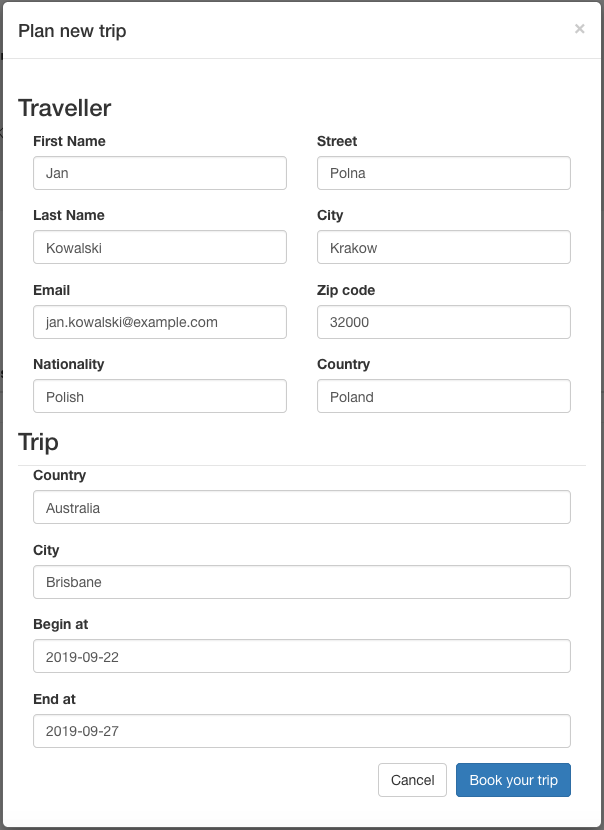 Plan new trip ×
Traveller
First Name
Jan
Last Name
Kowalski
Email
jan.kowalski@example.com
Nationality
Polish
Street
Polna
City
Krakow
Zip code
32000
Country
Poland
Trip
Country
Australia
City
Brisbane
Begin at
2019-09-22
End at
2019-09-27
Cancel Book your trip